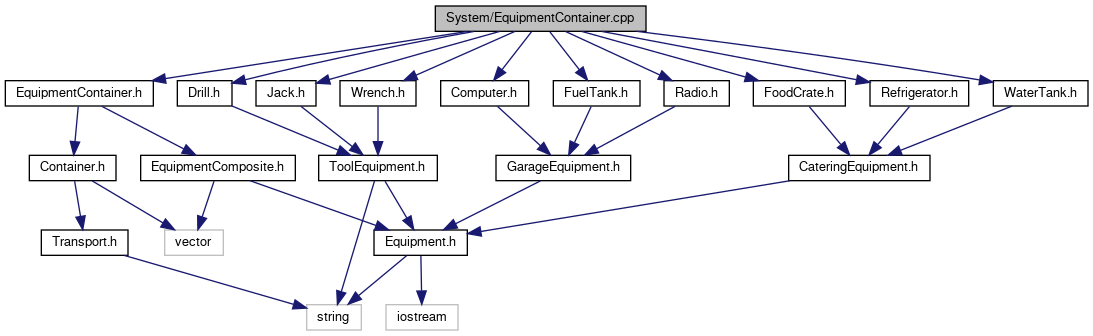 System/EquipmentContainer.cpp
EquipmentContainer.h
Drill.h
Jack.h
Wrench.h
Computer.h
FuelTank.h
Radio.h
FoodCrate.h
Refrigerator.h
WaterTank.h
Container.h
EquipmentComposite.h
ToolEquipment.h
GarageEquipment.h
CateringEquipment.h
Transport.h
vector
Equipment.h
string
iostream